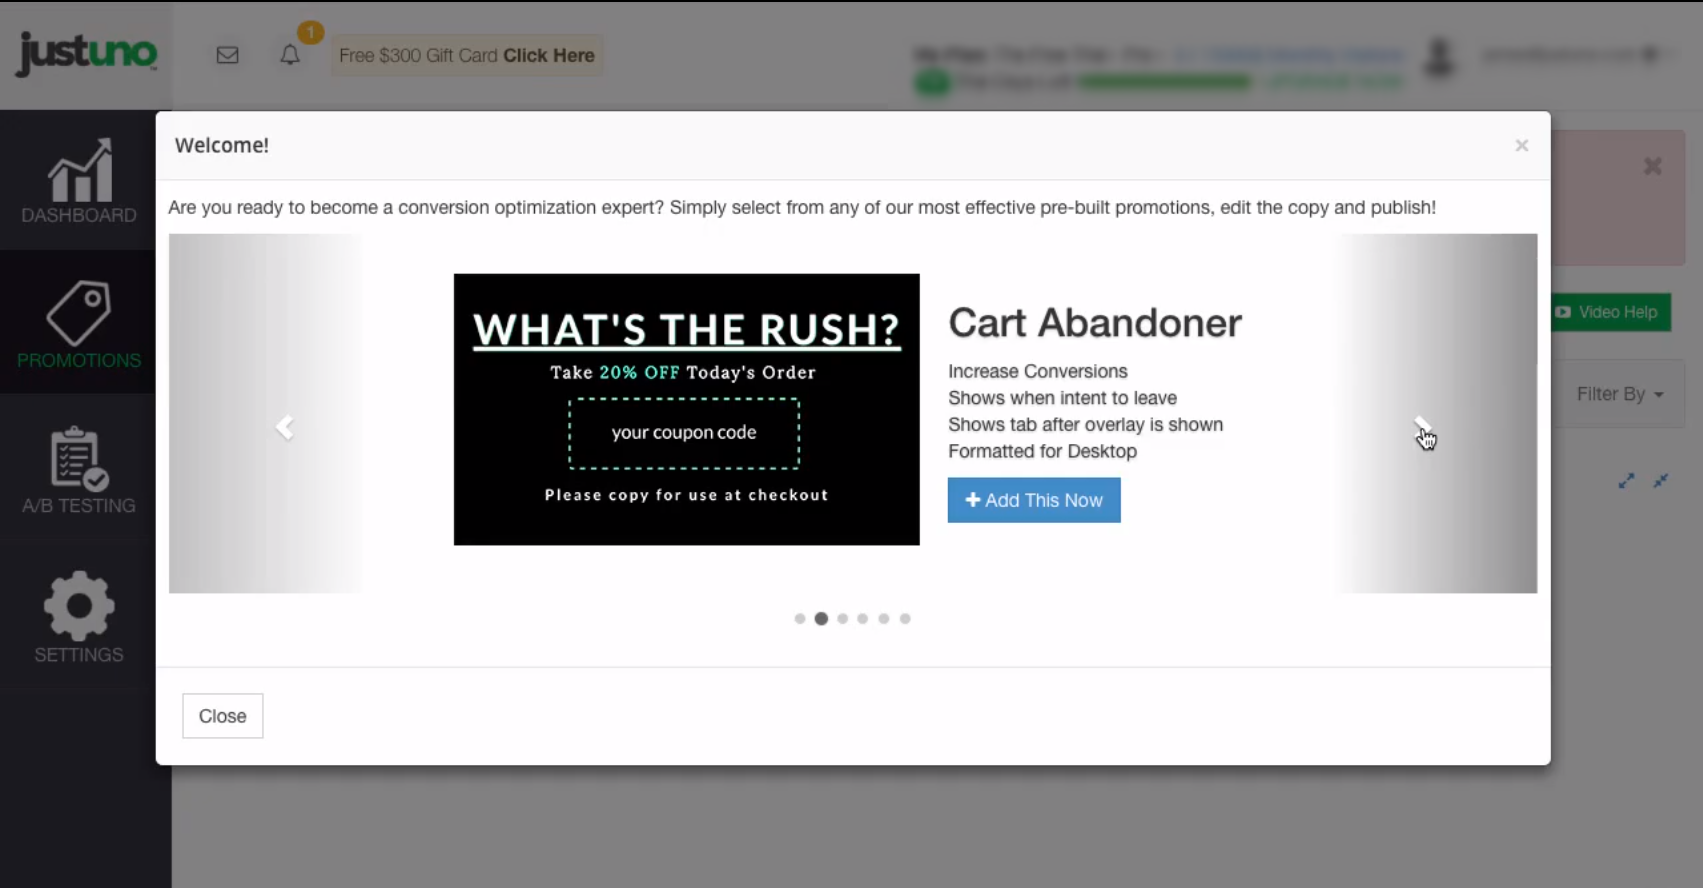 justuno
1
Free $300 Gift Card Click Here
Welcome!
×
Are you ready to become a conversion optimization expert? Simply select from any of our most effective pre-built promotions, edit the copy and publish!
DASHBOARD
PROMOTIONS
A/B TESTING
SETTINGS
WHAT'S THE RUSH?
Take 20% OFF Today's Order
your coupon code
Please copy for use at checkout
Cart Abandoner
Increase Conversions
Shows when intent to leave
Shows tab after overlay is shown
Formatted for Desktop
+ Add This Now
Video Help
Filter By
Close